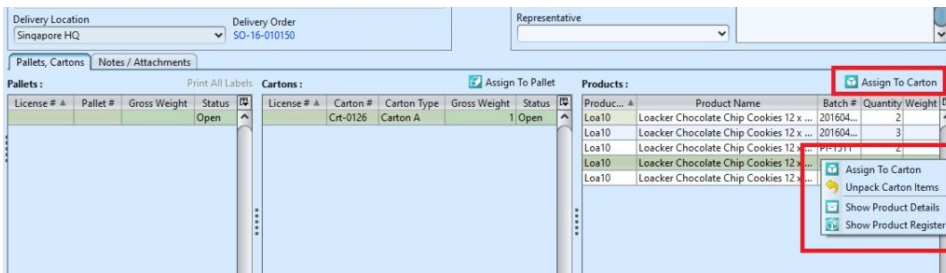 Delivery Location
Delivery Order
Representative
Singapore HQ
SO-16-010150
Pallets, Cartons
Notes / Attachments
Pallets :
Print All Labels
Cartons :
Assign To Pallet
Products :
Assign To Carton
License #
Pallet #
Gross Weight
Status
License #
Carton #
Carton Type
Gross Weight
Status
Produc...
Product Name
Batch #
Quantity
Weight
Open
Crt-0126
Carton A
1
Open
Loa10
Loacker Chocolate Chip Cookies 12 x ...
201604...
2
Loa10
Loacker Chocolate Chip Cookies 12 x ...
201604...
3
Loa10
Loacker Chocolate Chip Cookies 12 x ...
PI-1511
2
Loa10
Loacker Chocolate Chip Cookies 12 x ...
Loa10
Loacker Chocolate Chip Cookies 12 x ...
Assign To Carton
Unpack Carton Items
Show Product Details
Show Product Register